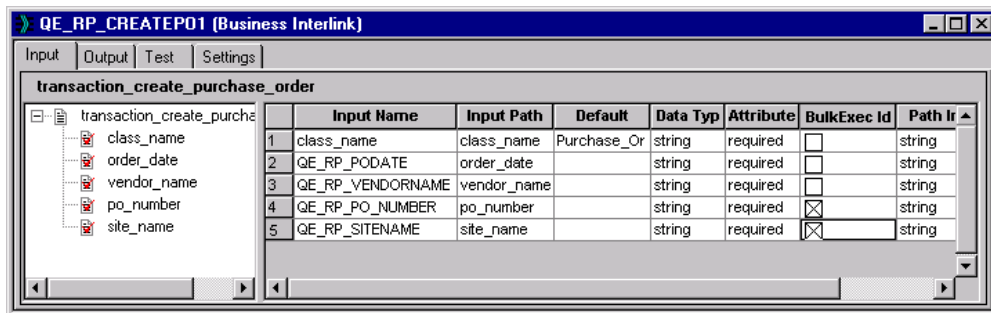 QE_RP_CREATEPO1 (Business Interlink)
Input Output Test Settings
transaction_create_purchase_order
transaction_create_purcha
class_name
order_date
vendor_name
po_number
site_name
Input Name Input Path Default Data Typ Attribute BulkExec Id Path Ir
1 class_name class_name Purchase_Or string required string
2 QE_RP_PODATE order_date string required string
3 QE_RP_VENDORNAME vendor_name string required string
4 QE_RP_PO_NUMBER po_number string required string
5 QE_RP_SITENAME site_name string required string